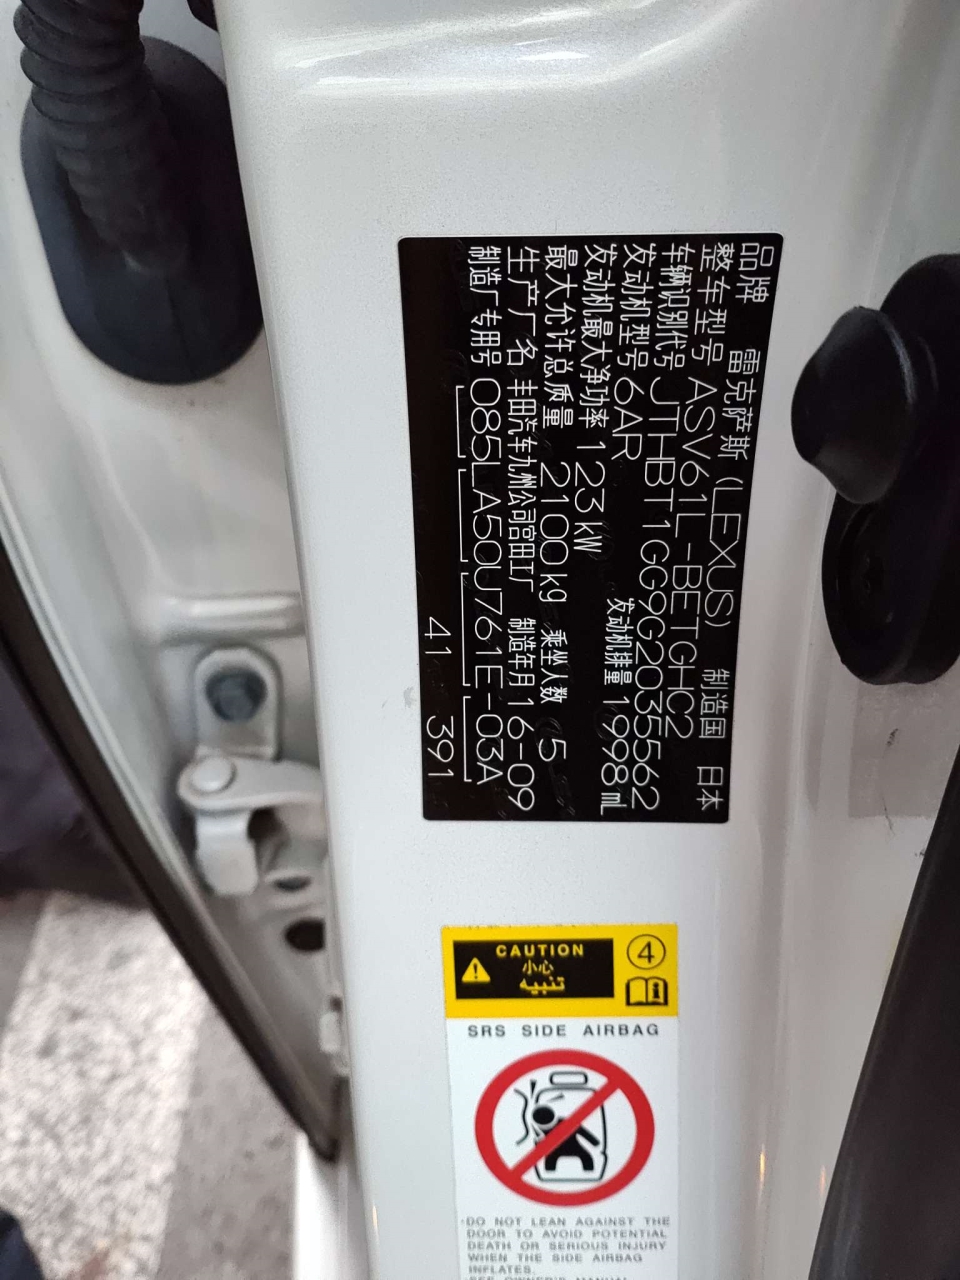 品牌 雷克萨斯(LEXUS) 制造国 日本
整车型号 ASV61L-BETGHC2
车辆识别代号 JTHBT1GG9G2035562
发动机型号 6AR 发动机排量 1998mL
发动机最大净功率 123kW
最大允许总质量 2100kg 乘坐人数 05
生产厂名 丰田汽车九州公司宫田工厂 制造年月 16-09
制造厂专用号 085LA50U761E-03A
41 391
CAUTION
小心
تنبيه
4
SRS SIDE AIRBAG
·DO NOT LEAN AGAINST THE
DOOR TO AVOID POTENTIAL
DEATH OR SERIOUS INJURY
WHEN THE SIDE AIRBAG
INFLATES.
·SEE OWNER'S MANUAL